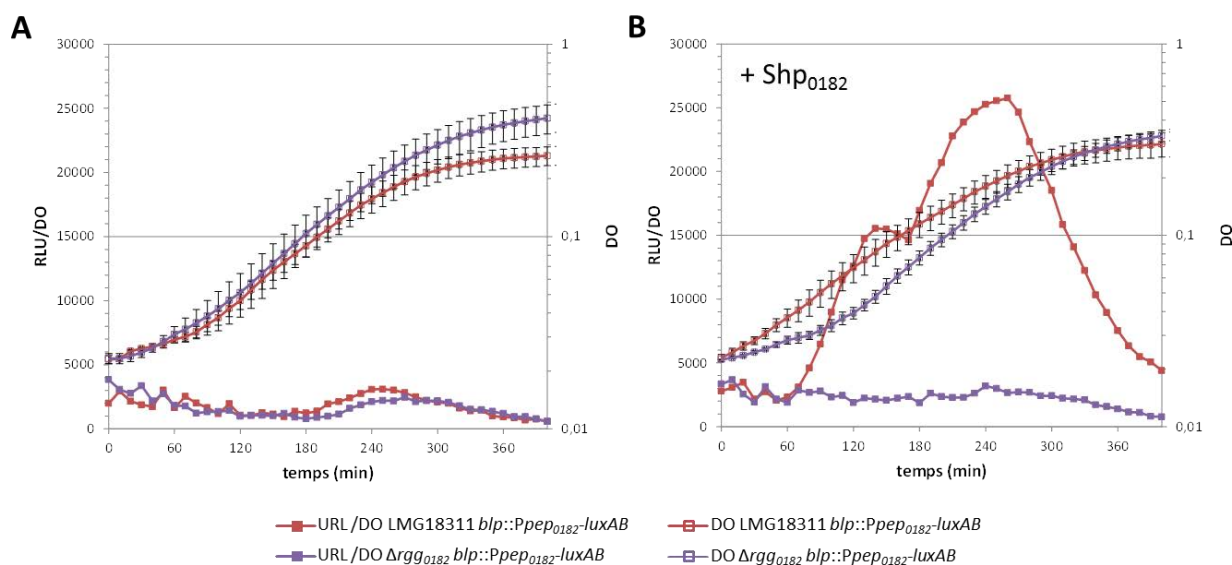 A
RLU/DO
30000
25000
20000
15000
10000
5000
0
0 60 120 180 240 300 360
temps (min)
1
0,1
0,01
DO
B
+ Shp0182
RLU/DO
30000
25000
20000
15000
10000
5000
0
0 60 120 180 240 300 360
temps (min)
1
0,1
0,01
DO
URL/DO LMG18311 blp::Ppep0182-luxAB
DO LMG18311 blp::Ppep0182-luxAB
URL/DO Δrgg0182 blp::Ppep0182-luxAB
DO Δrgg0182 blp::Ppep0182-luxAB